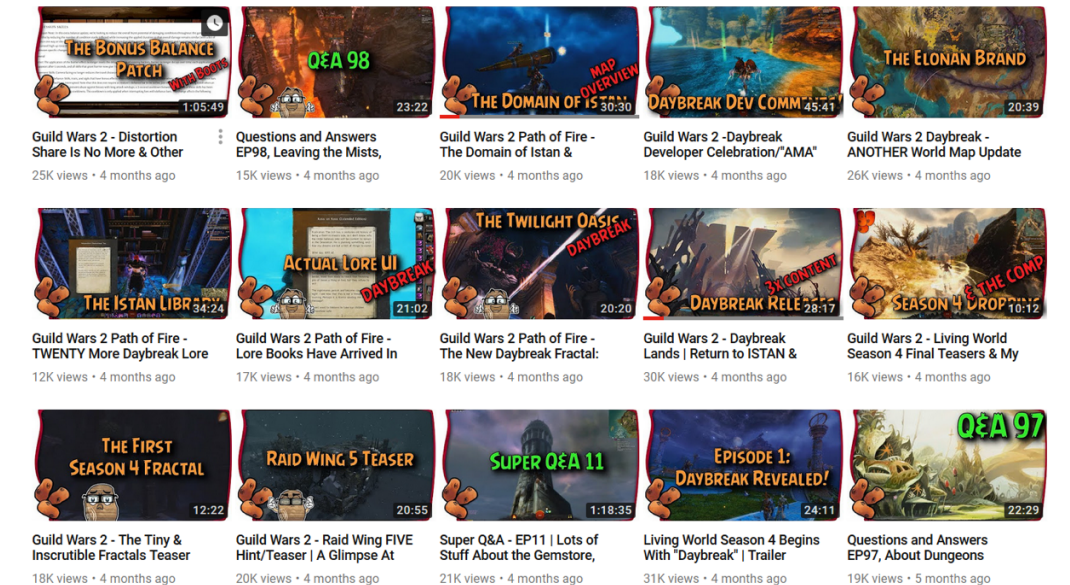 THE BONUS BALANCE
PATCH
WITH BOOTS
1:05:49
Guild Wars 2 - Distortion
Share Is No More & Other
25K views • 4 months ago
Q&A 98
23:22
Questions and Answers
EP98, Leaving the Mists,
15K views • 4 months ago
MAP
OVERVIEW
THE DOMAIN OF ISTAN
30:30
Guild Wars 2 Path of Fire -
The Domain of Istan &
20K views • 4 months ago
DAYBREAK DEV COMMENTS
45:41
Guild Wars 2 -Daybreak
Developer Celebration/"AMA"
18K views • 4 months ago
THE ELONAN BRAND
20:39
Guild Wars 2 Daybreak -
ANOTHER World Map Update
26K views • 4 months ago
THE ISTAN LIBRARY
34:24
Guild Wars 2 Path of Fire -
TWENTY More Daybreak Lore
12K views • 4 months ago
ACTUAL LORE UI
DAYBREAK
21:02
Guild Wars 2 Path of Fire -
Lore Books Have Arrived In
17K views • 4 months ago
THE TWILIGHT OASIS
DAYBREAK
20:20
Guild Wars 2 Path of Fire -
The New Daybreak Fractal:
18K views • 4 months ago
3X CONTENT
DAYBREAK RELEASES
28:17
Guild Wars 2 - Daybreak
Lands | Return to ISTAN &
30K views • 4 months ago
& THE COMP
SEASON 4 DROPPING
10:12
Guild Wars 2 - Living World
Season 4 Final Teasers & My
16K views • 4 months ago
THE FIRST
SEASON 4 FRACTAL
12:22
Guild Wars 2 - The Tiny &
Inscrutible Fractals Teaser
18K views • 4 months ago
RAID WING 5 TEASER
20:55
Guild Wars 2 - Raid Wing FIVE
Hint/Teaser | A Glimpse At
20K views • 4 months ago
SUPER Q&A 11
1:18:35
Super Q&A - EP11 | Lots of
Stuff About the Gemstore,
21K views • 4 months ago
EPISODE 1:
DAYBREAK REVEALED!
24:11
Living World Season 4 Begins
With "Daybreak" | Trailer
31K views • 4 months ago
Q&A 97
22:29
Questions and Answers
EP97, About Dungeons
19K views • 5 months ago